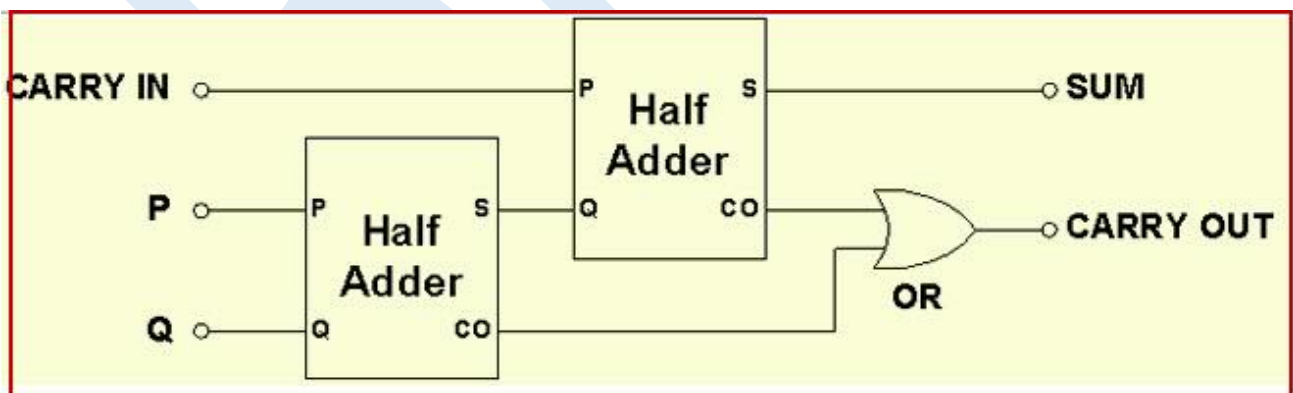 CARRY IN
P
Half
Adder
S
SUM
P
P
Half
Adder
S
Q
CO
CARRY OUT
OR
Q
Q
CO